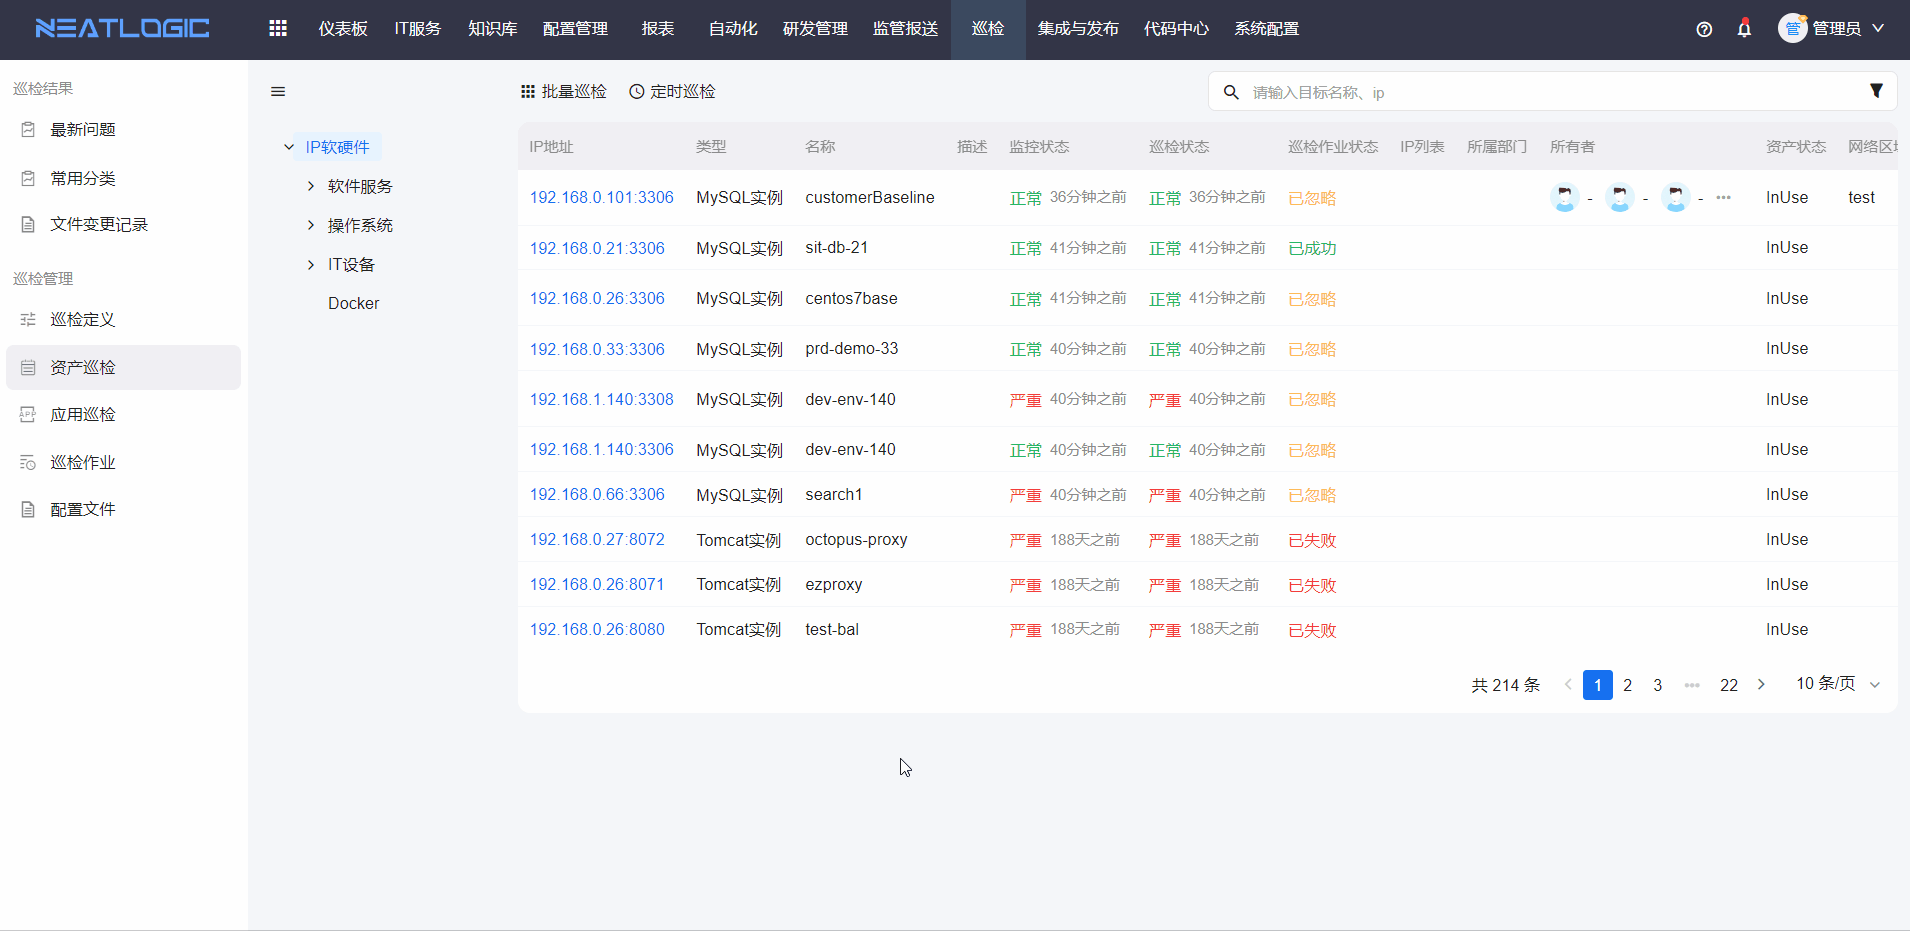 NEATLOGIC 仪表板 IT服务 知识库 配置管理 报表 自动化 研发管理 监管报送 巡检 集成与发布 代码中心 系统配置 管 管理员
巡检结果
最新问题
常用分类
文件变更记录
巡检管理
巡检定义
资产巡检
应用巡检
巡检作业
配置文件
IP软硬件
软件服务
操作系统
IT设备
Docker
批量巡检 定时巡检 请输入目标名称、ip
IP地址 类型 名称 描述 监控状态 巡检状态 巡检作业状态 IP列表 所属部门 所有者 资产状态 网络区
192.168.0.101:3306 MySQL实例 customerBaseline 正常 36分钟之前 正常 36分钟之前 已忽略 - - - ··· InUse test
192.168.0.21:3306 MySQL实例 sit-db-21 正常 41分钟之前 正常 41分钟之前 已成功 InUse
192.168.0.26:3306 MySQL实例 centos7base 正常 41分钟之前 正常 41分钟之前 已忽略 InUse
192.168.0.33:3306 MySQL实例 prd-demo-33 正常 40分钟之前 正常 40分钟之前 已忽略 InUse
192.168.1.140:3308 MySQL实例 dev-env-140 严重 40分钟之前 严重 40分钟之前 已忽略 InUse
192.168.1.140:3306 MySQL实例 dev-env-140 正常 40分钟之前 正常 40分钟之前 已忽略 InUse
192.168.0.66:3306 MySQL实例 search1 严重 40分钟之前 严重 40分钟之前 已忽略 InUse
192.168.0.27:8072 Tomcat实例 octopus-proxy 严重 188天之前 严重 188天之前 已失败 InUse
192.168.0.26:8071 Tomcat实例 ezproxy 严重 188天之前 严重 188天之前 已失败 InUse
192.168.0.26:8080 Tomcat实例 test-bal 严重 188天之前 严重 188天之前 已失败 InUse
共 214 条 1 2 3 ··· 22 10 条/页